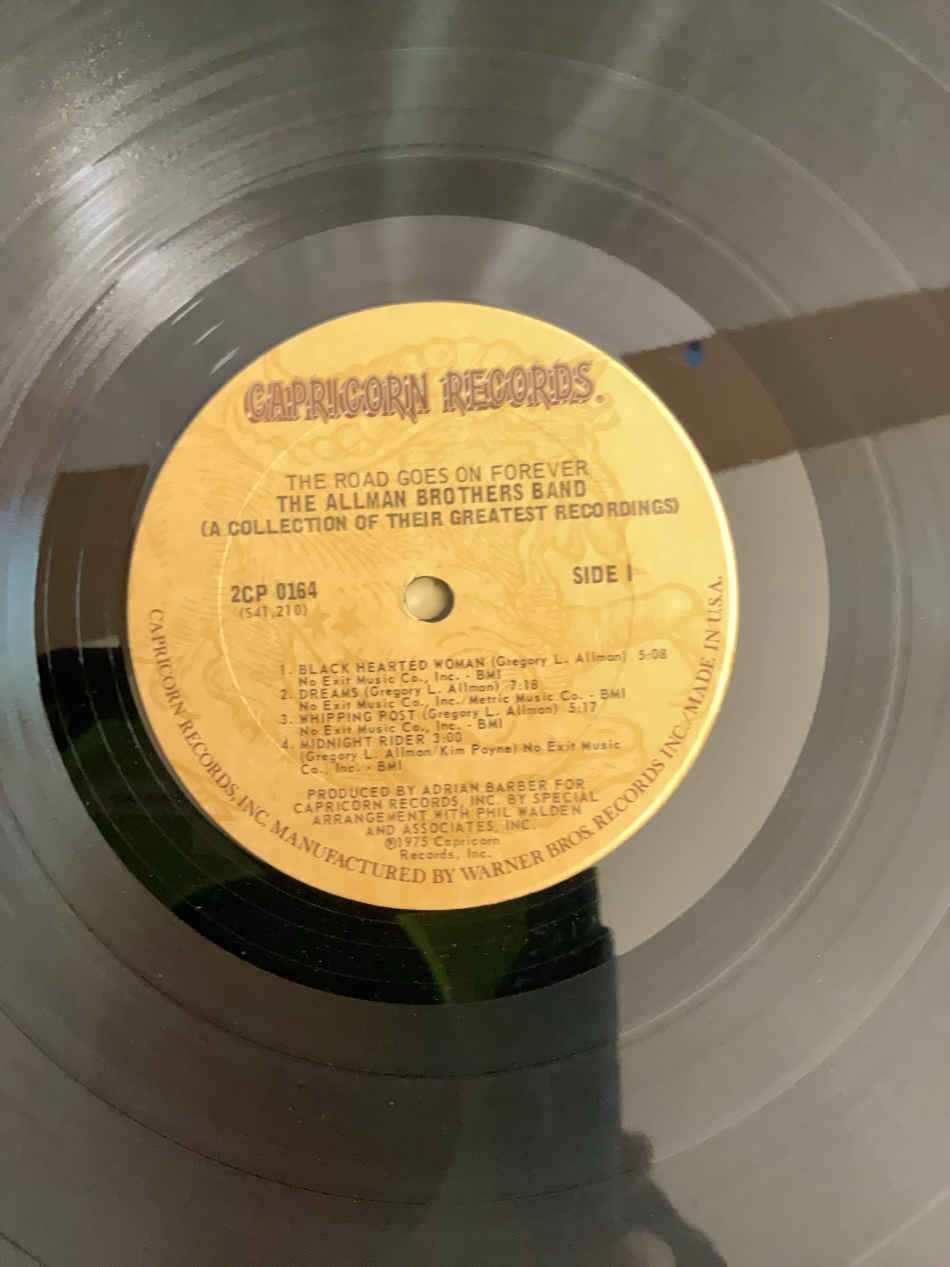 CAPRICORN RECORDS.
THE ROAD GOES ON FOREVER
THE ALLMAN BROTHERS BAND
(A COLLECTION OF THEIR GREATEST RECORDINGS)
2CP 0164
SIDE 1
(S41,210)
1. BLACK HEARTED WOMAN (Gregory L. Allman) 5:08
No Exit Music Co., Inc. - BMI
2. DREAMS (Gregory L. Allman) 7:18
No Exit Music Co., Inc./Metric Music Co. - BMI
3. WHIPPING POST (Gregory L. Allman) 5:17
No Exit Music Co., Inc. - BMI
4. MIDNIGHT RIDER 3:00
(Gregory L. Allman/Kim Payne) No Exit Music
Co., Inc. - BMI
PRODUCED BY ADRIAN BARBER FOR
CAPRICORN RECORDS, INC. BY SPECIAL
ARRANGEMENT WITH PHIL WALDEN
AND ASSOCIATES, INC.
℗1975 Capricorn
Records, Inc.
CAPRICORN RECORDS, INC. MANUFACTURED BY WARNER BROS. RECORDS INC./MADE IN U.S.A.